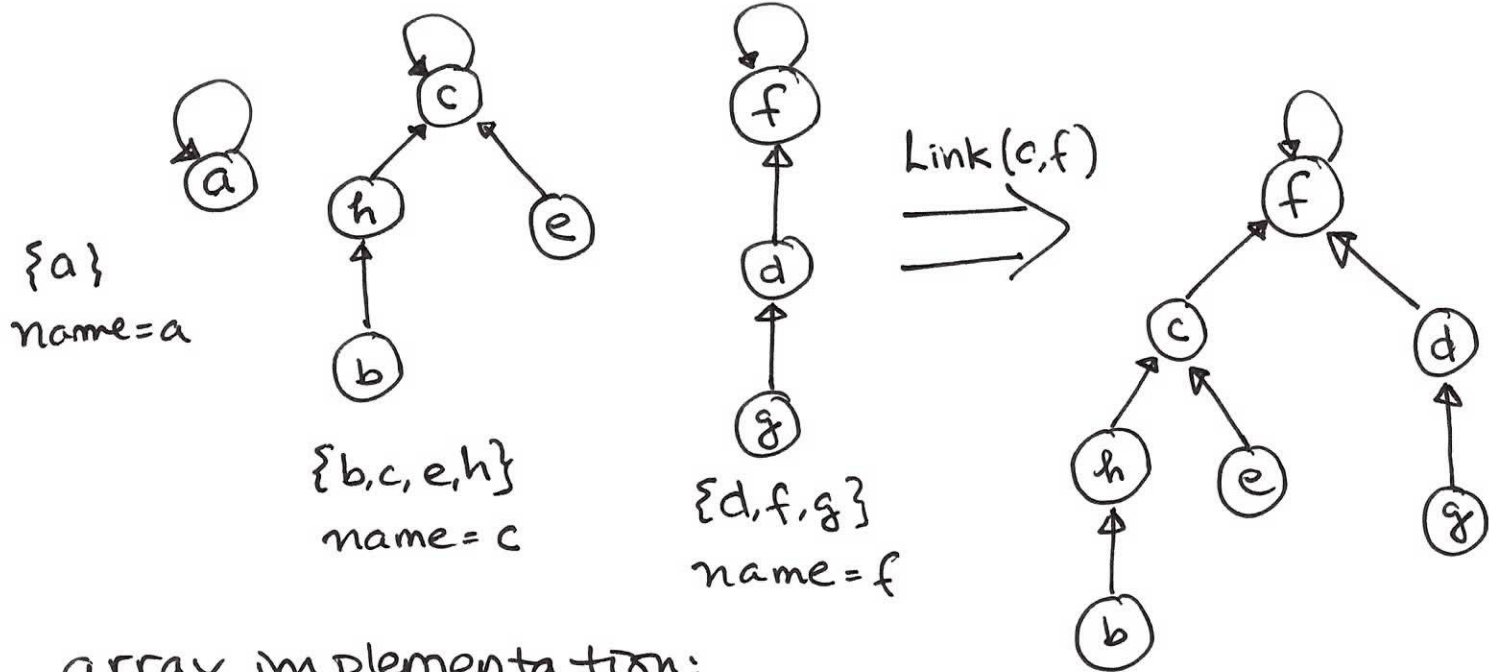 a
{a}
name=a
c
h
e
b
{b,c,e,h}
name=c
f
d
g
{d,f,g}
name=f
Link(c,f)
f
c
d
h
e
g
b
array implementation: